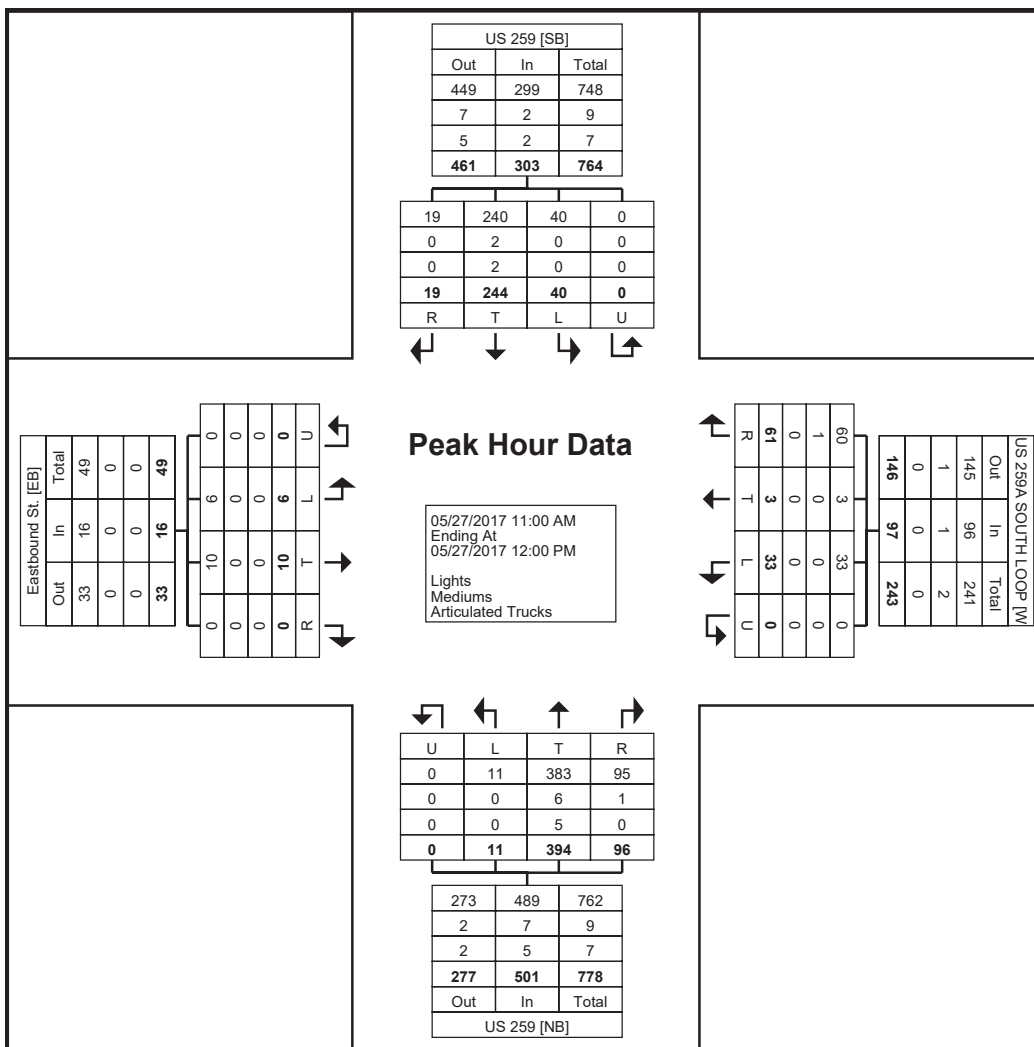 US 259 [SB]
Out In Total
449 299 748
7 2 9
5 2 7
461 303 764
19 240 40 0
0 2 0 0
0 2 0 0
19 244 40 0
R T L U
Eastbound St. [EB]
Total In Out
49 16 33
0 0 0
0 0 0
49 16 33
0 6 10 0
0 0 0 0
0 0 0 0
0 6 10 0
U L T R
Peak Hour Data
05/27/2017 11:00 AM
Ending At
05/27/2017 12:00 PM
Lights
Mediums
Articulated Trucks
R T L U
61 3 33 0
0 0 0 0
1 0 0 0
60 3 33 0
146 97 243
0 0 0
1 1 2
145 96 241
Out In Total
US 259A SOUTH LOOP [W
U L T R
0 11 383 95
0 0 6 1
0 0 5 0
0 11 394 96
273 489 762
2 7 9
2 5 7
277 501 778
Out In Total
US 259 [NB]